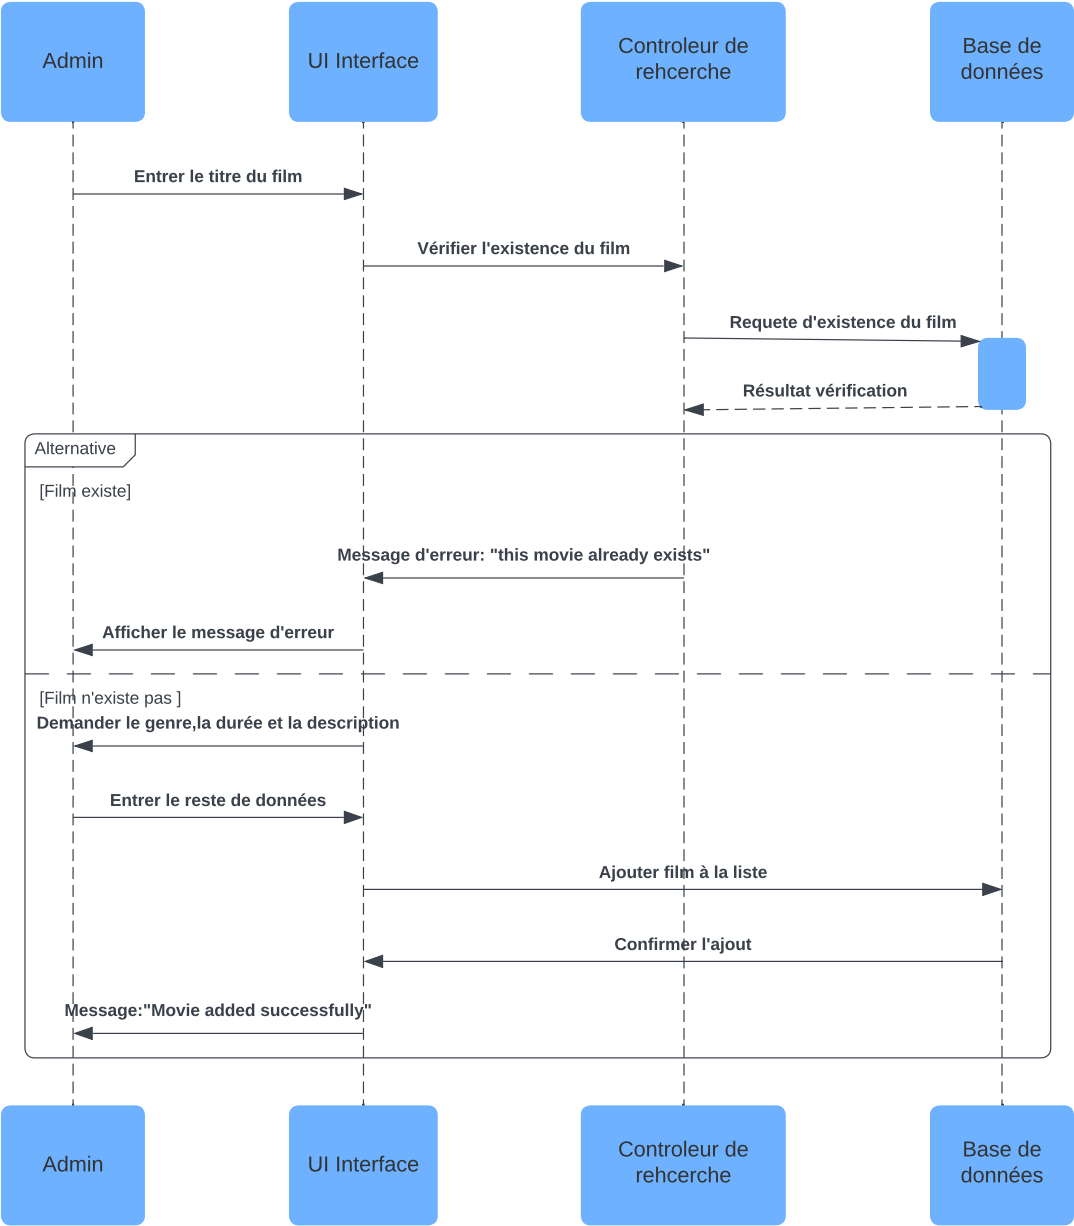 Admin
UI Interface
Controleur de
rehcerche
Base de
données
Entrer le titre du film
Vérifier l'existence du film
Requete d'existence du film
Résultat vérification
Alternative
[Film existe]
Message d'erreur: "this movie already exists"
Afficher le message d'erreur
[Film n'existe pas ]
Demander le genre,la durée et la description
Entrer le reste de données
Ajouter film à la liste
Confirmer l'ajout
Message:"Movie added successfully"
Admin
UI Interface
Controleur de
rehcerche
Base de
données